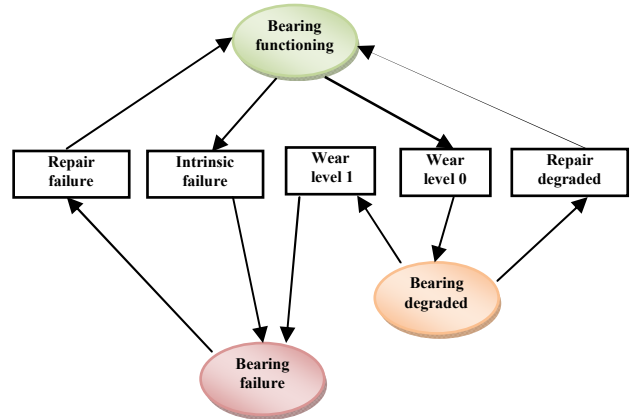 Bearing
functioning
Repair
failure
Intrinsic
failure
Wear
level 1
Wear
level 0
Repair
degraded
Bearing
degraded
Bearing
failure